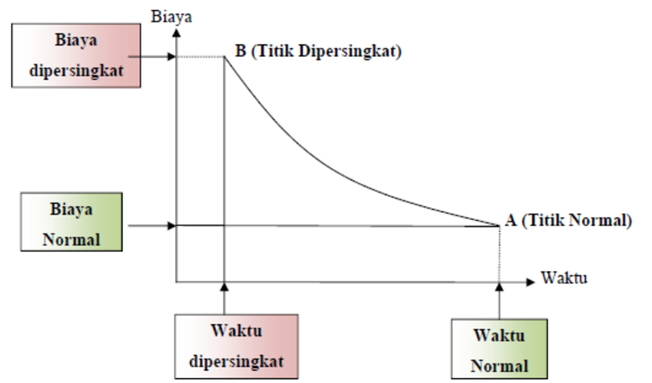 Biaya
Biaya
dipersingkat
B (Titik Dipersingkat)
Biaya
Normal
A (Titik Normal)
Waktu
Waktu
dipersingkat
Waktu
Normal